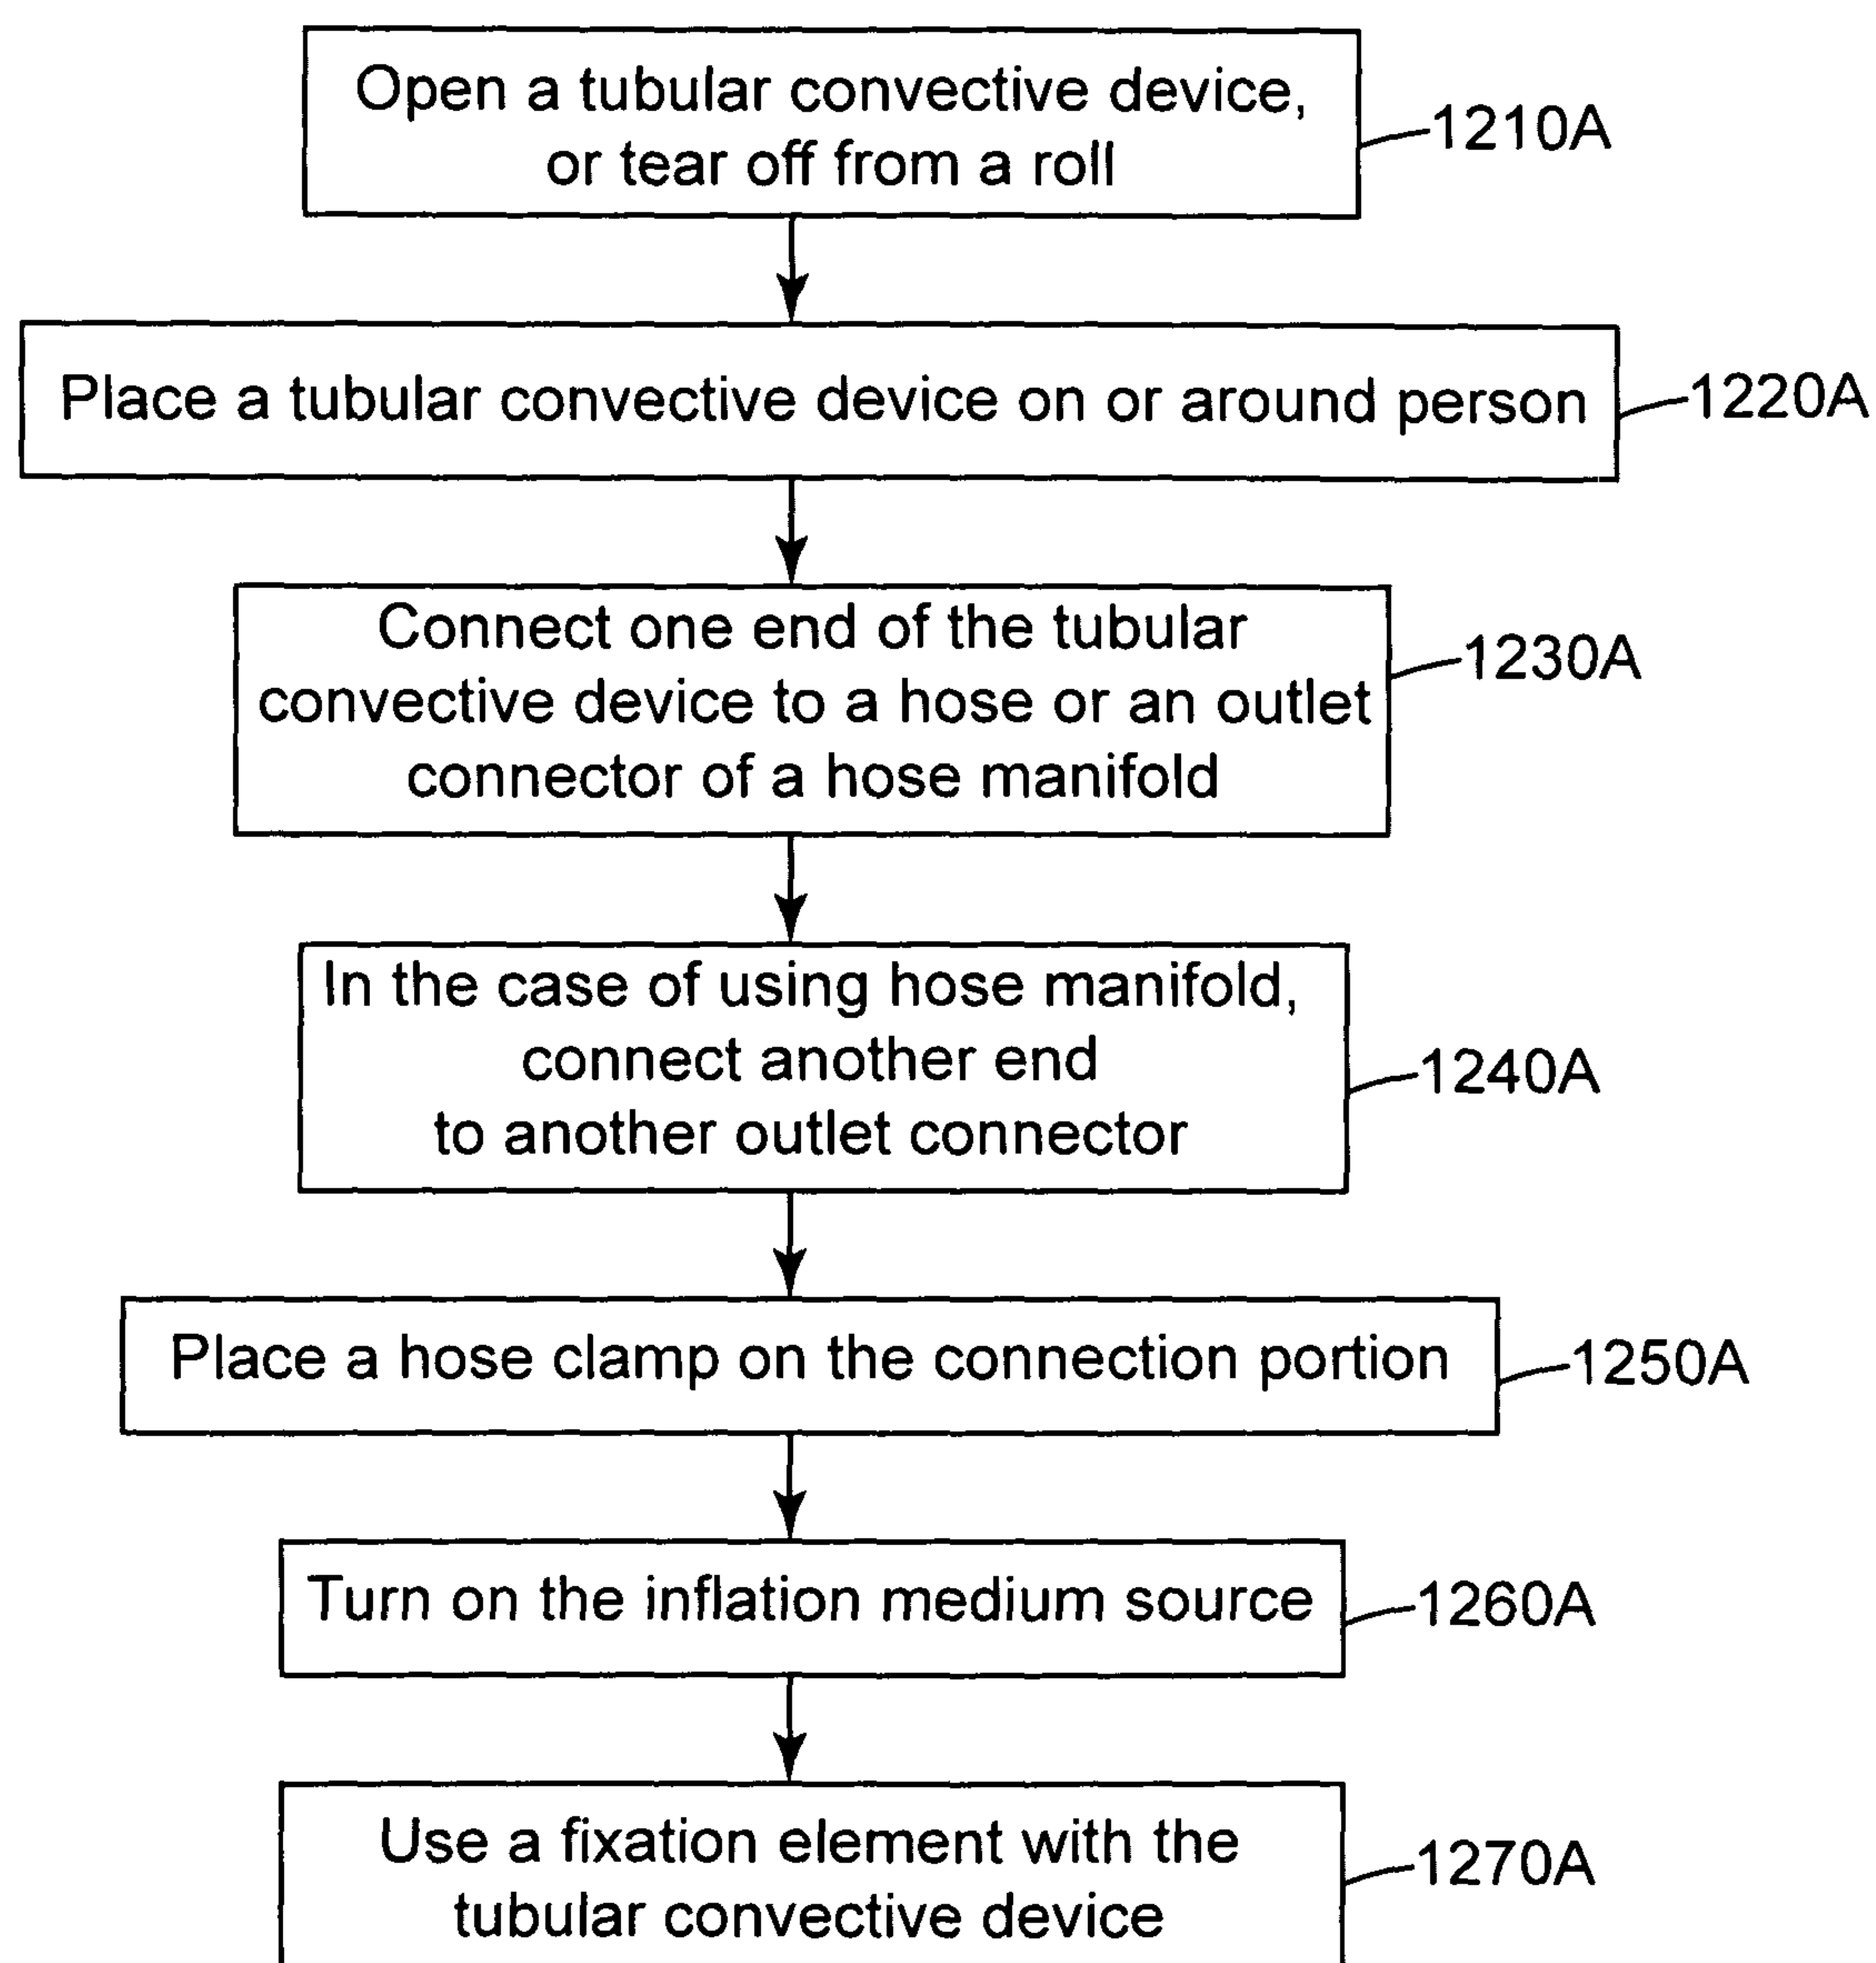 Open a tubular convective device,
or tear off from a roll
1210A
Place a tubular convective device on or around person
1220A
Connect one end of the tubular
convective device to a hose or an outlet
connector of a hose manifold
1230A
In the case of using hose manifold,
connect another end
to another outlet connector
1240A
Place a hose clamp on the connection portion
1250A
Turn on the inflation medium source
1260A
Use a fixation element with the
tubular convective device
1270A